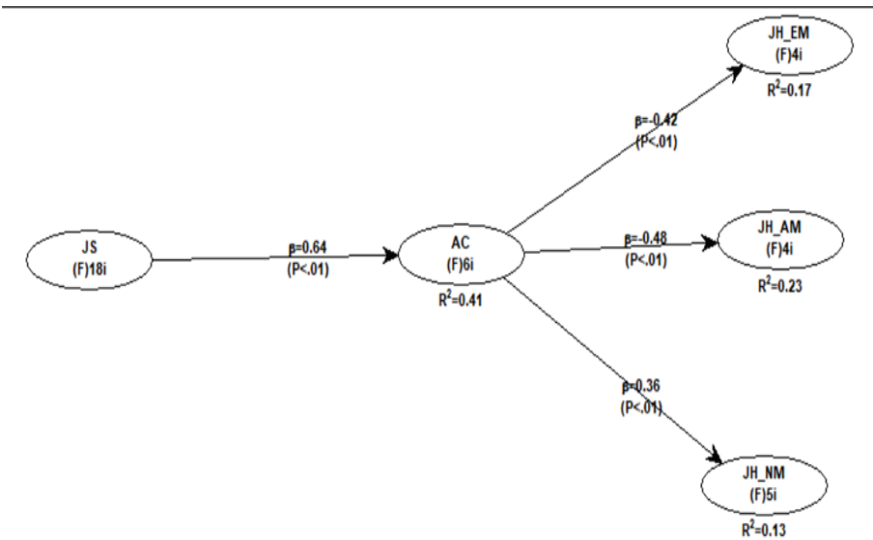 JH_EM
(F)4i
R²=0.17
β=-0.42
(P<.01)
JS
(F)18i
β=0.64
(P<.01)
AC
(F)6i
R²=0.41
β=-0.48
(P<.01)
JH_AM
(F)4i
R²=0.23
β=0.36
(P<.01)
JH_NM
(F)5i
R²=0.13